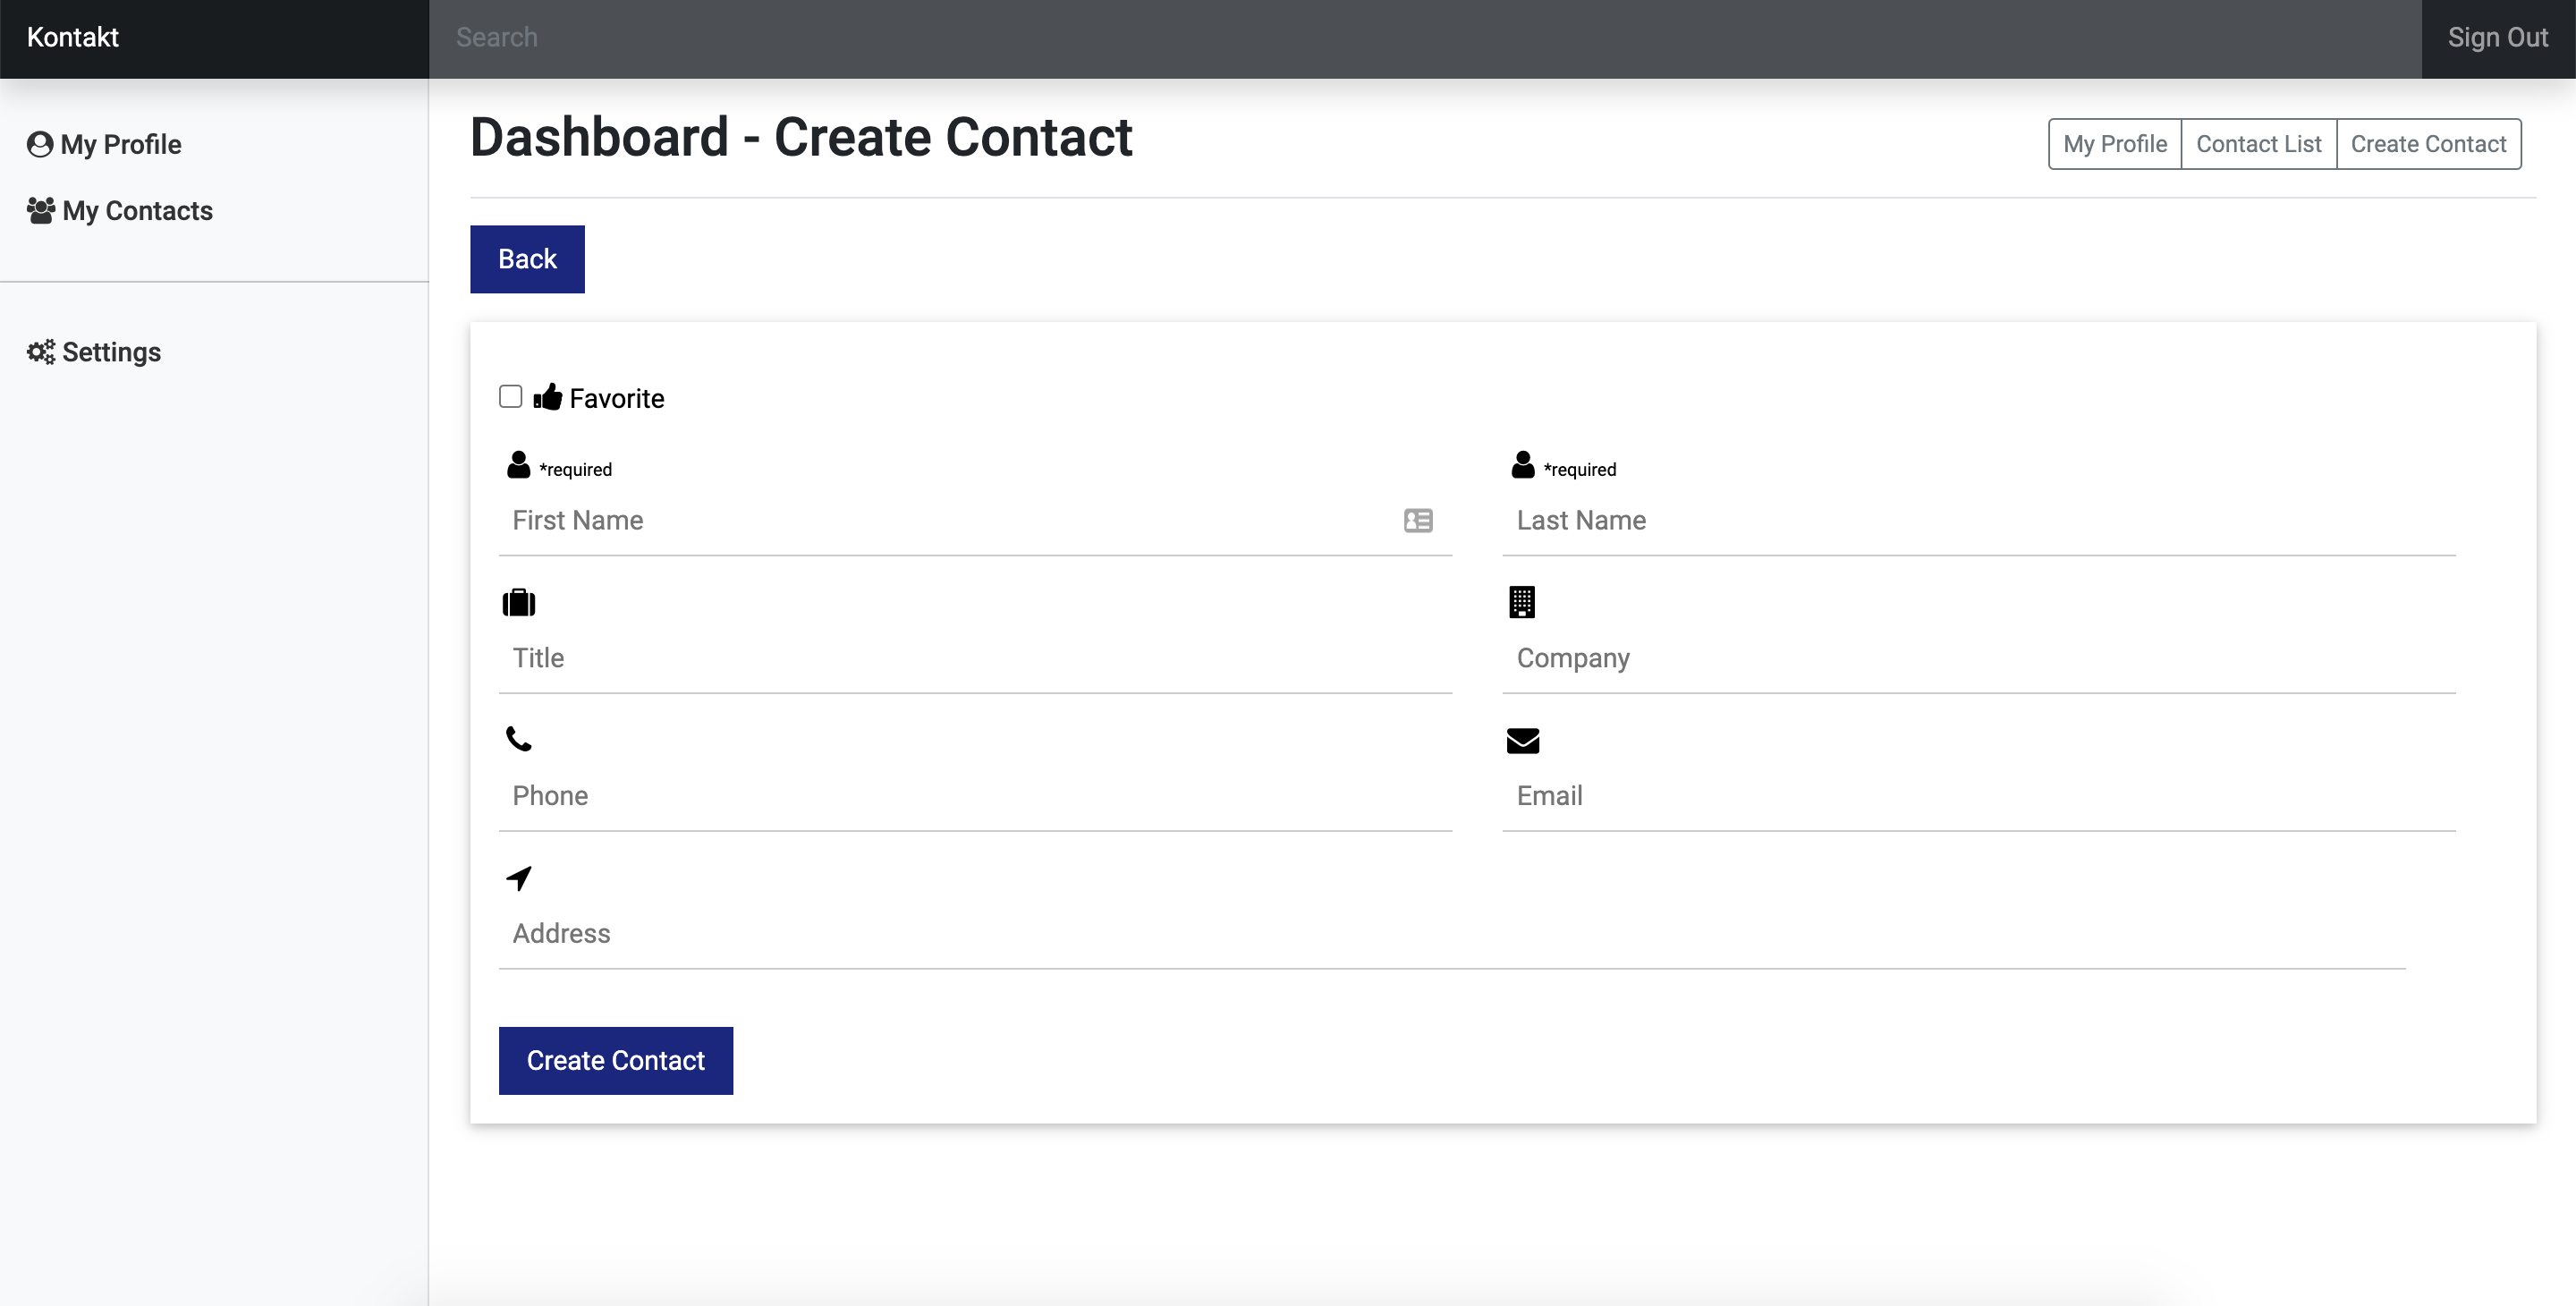 Kontakt
Search
Sign Out
My Profile
My Contacts
Settings
Dashboard - Create Contact
My Profile
Contact List
Create Contact
Back
Favorite
*required
*required
First Name
Last Name
Title
Company
Phone
Email
Address
Create Contact